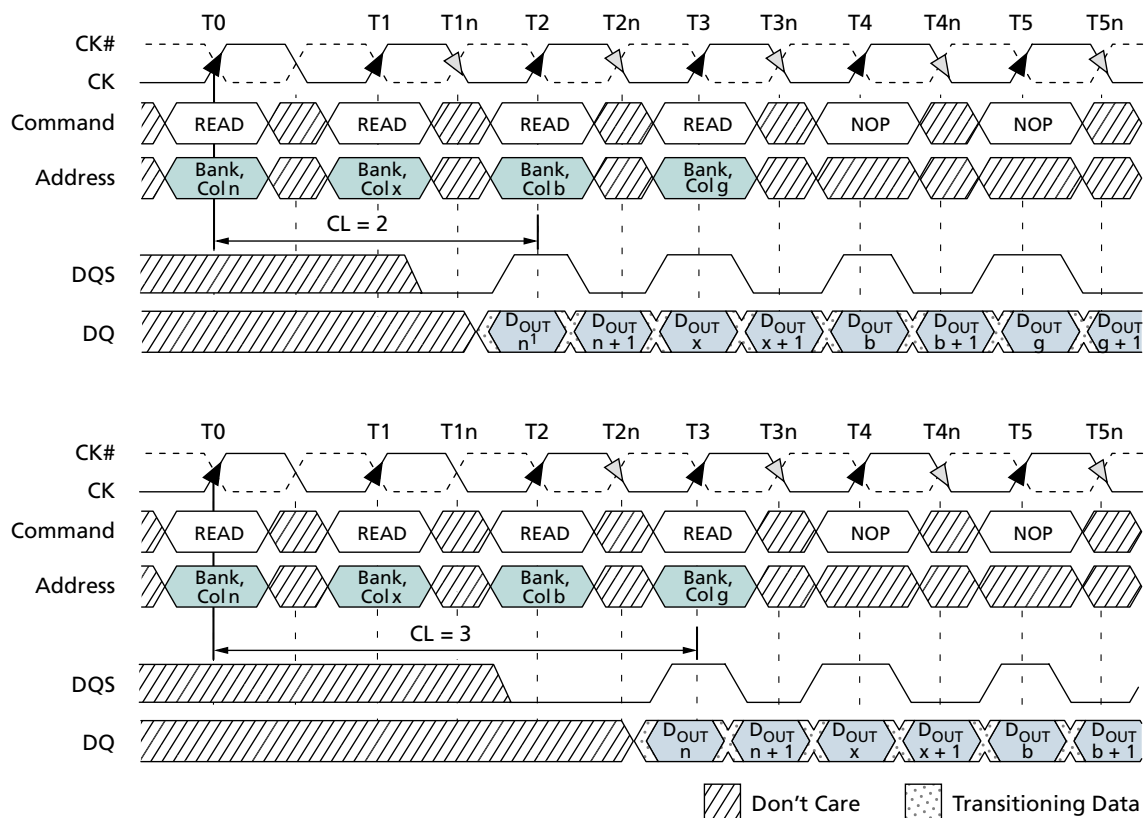 T0 T1 T1n T2 T2n T3 T3n T4 T4n T5 T5n
CK#
CK
Command READ READ READ READ NOP NOP
Address Bank, Col n Bank, Col x Bank, Col b Bank, Col g
CL = 2
DQS
DQ DOUT n1 DOUT n + 1 DOUT x DOUT x + 1 DOUT b DOUT b + 1 DOUT g DOUT g + 1
T0 T1 T1n T2 T2n T3 T3n T4 T4n T5 T5n
CK#
CK
Command READ READ READ READ NOP NOP
Address Bank, Col n Bank, Col x Bank, Col b Bank, Col g
CL = 3
DQS
DQ DOUT n DOUT n + 1 DOUT x DOUT x + 1 DOUT b DOUT b + 1
Don't Care Transitioning Data